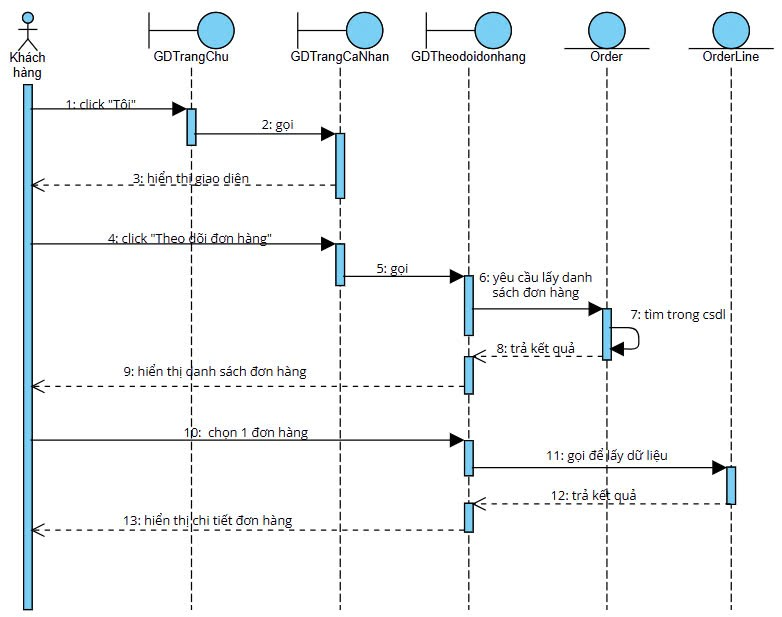 Khách
hàng
GDTrangChu
GDTrangCaNhan
GDTheodoidonhang
Order
OrderLine
1: click "Tôi"
2: gọi
3: hiển thị giao diện
4: click "Theo dõi đơn hàng"
5: gọi
6: yêu cầu lấy danh
sách đơn hàng
7: tìm trong csdl
8: trả kết quả
9: hiển thị danh sách đơn hàng
10: chọn 1 đơn hàng
11: gọi để lấy dữ liệu
12: trả kết quả
13: hiển thị chi tiết đơn hàng